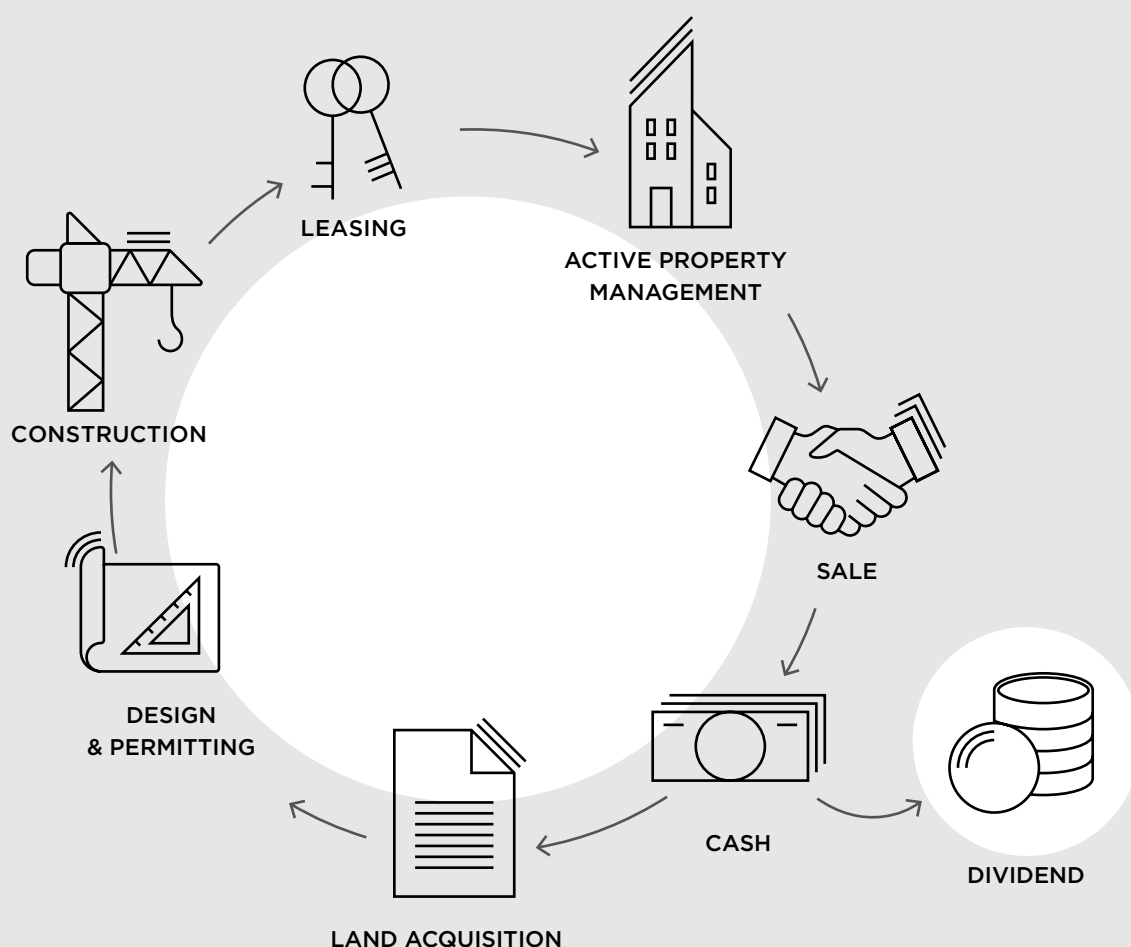 LEASING
ACTIVE PROPERTY
MANAGEMENT
CONSTRUCTION
SALE
DESIGN
& PERMITTING
CASH
DIVIDEND
LAND ACQUISITION